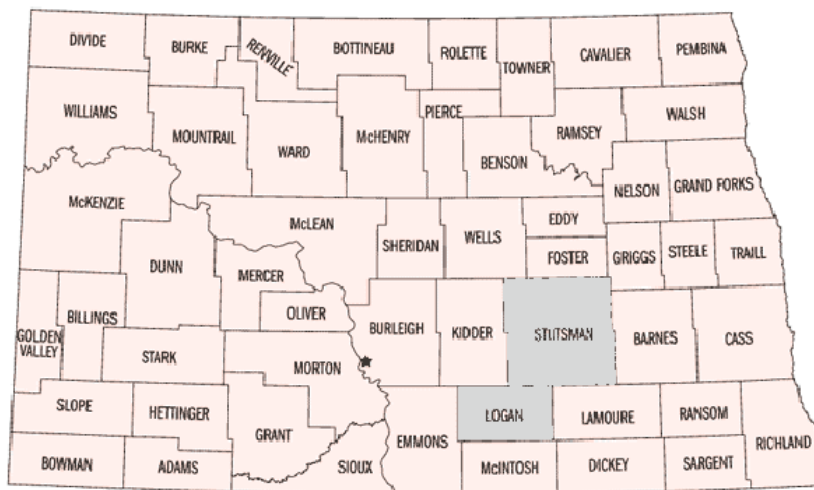 DIVIDE
BURKE
RENVILLE
BOTTINEAU
ROLETTE
TOWNER
CAVALIER
PEMBINA
WILLIAMS
MOUNTRAIL
WARD
McHENRY
PIERCE
BENSON
RAMSEY
WALSH
McKENZIE
DUNN
McLEAN
MERCER
OLIVER
SHERIDAN
WELLS
EDDY
FOSTER
NELSON
GRAND FORKS
GRIGGS
STEELE
TRAILL
GOLDEN
VALLEY
BILLINGS
STARK
MORTON
BURLEIGH
KIDDER
STUTSMAN
BARNES
CASS
SLOPE
HETTINGER
GRANT
EMMONS
LOGAN
LAMOURE
RANSOM
RICHLAND
BOWMAN
ADAMS
SIOUX
McINTOSH
DICKEY
SARGENT